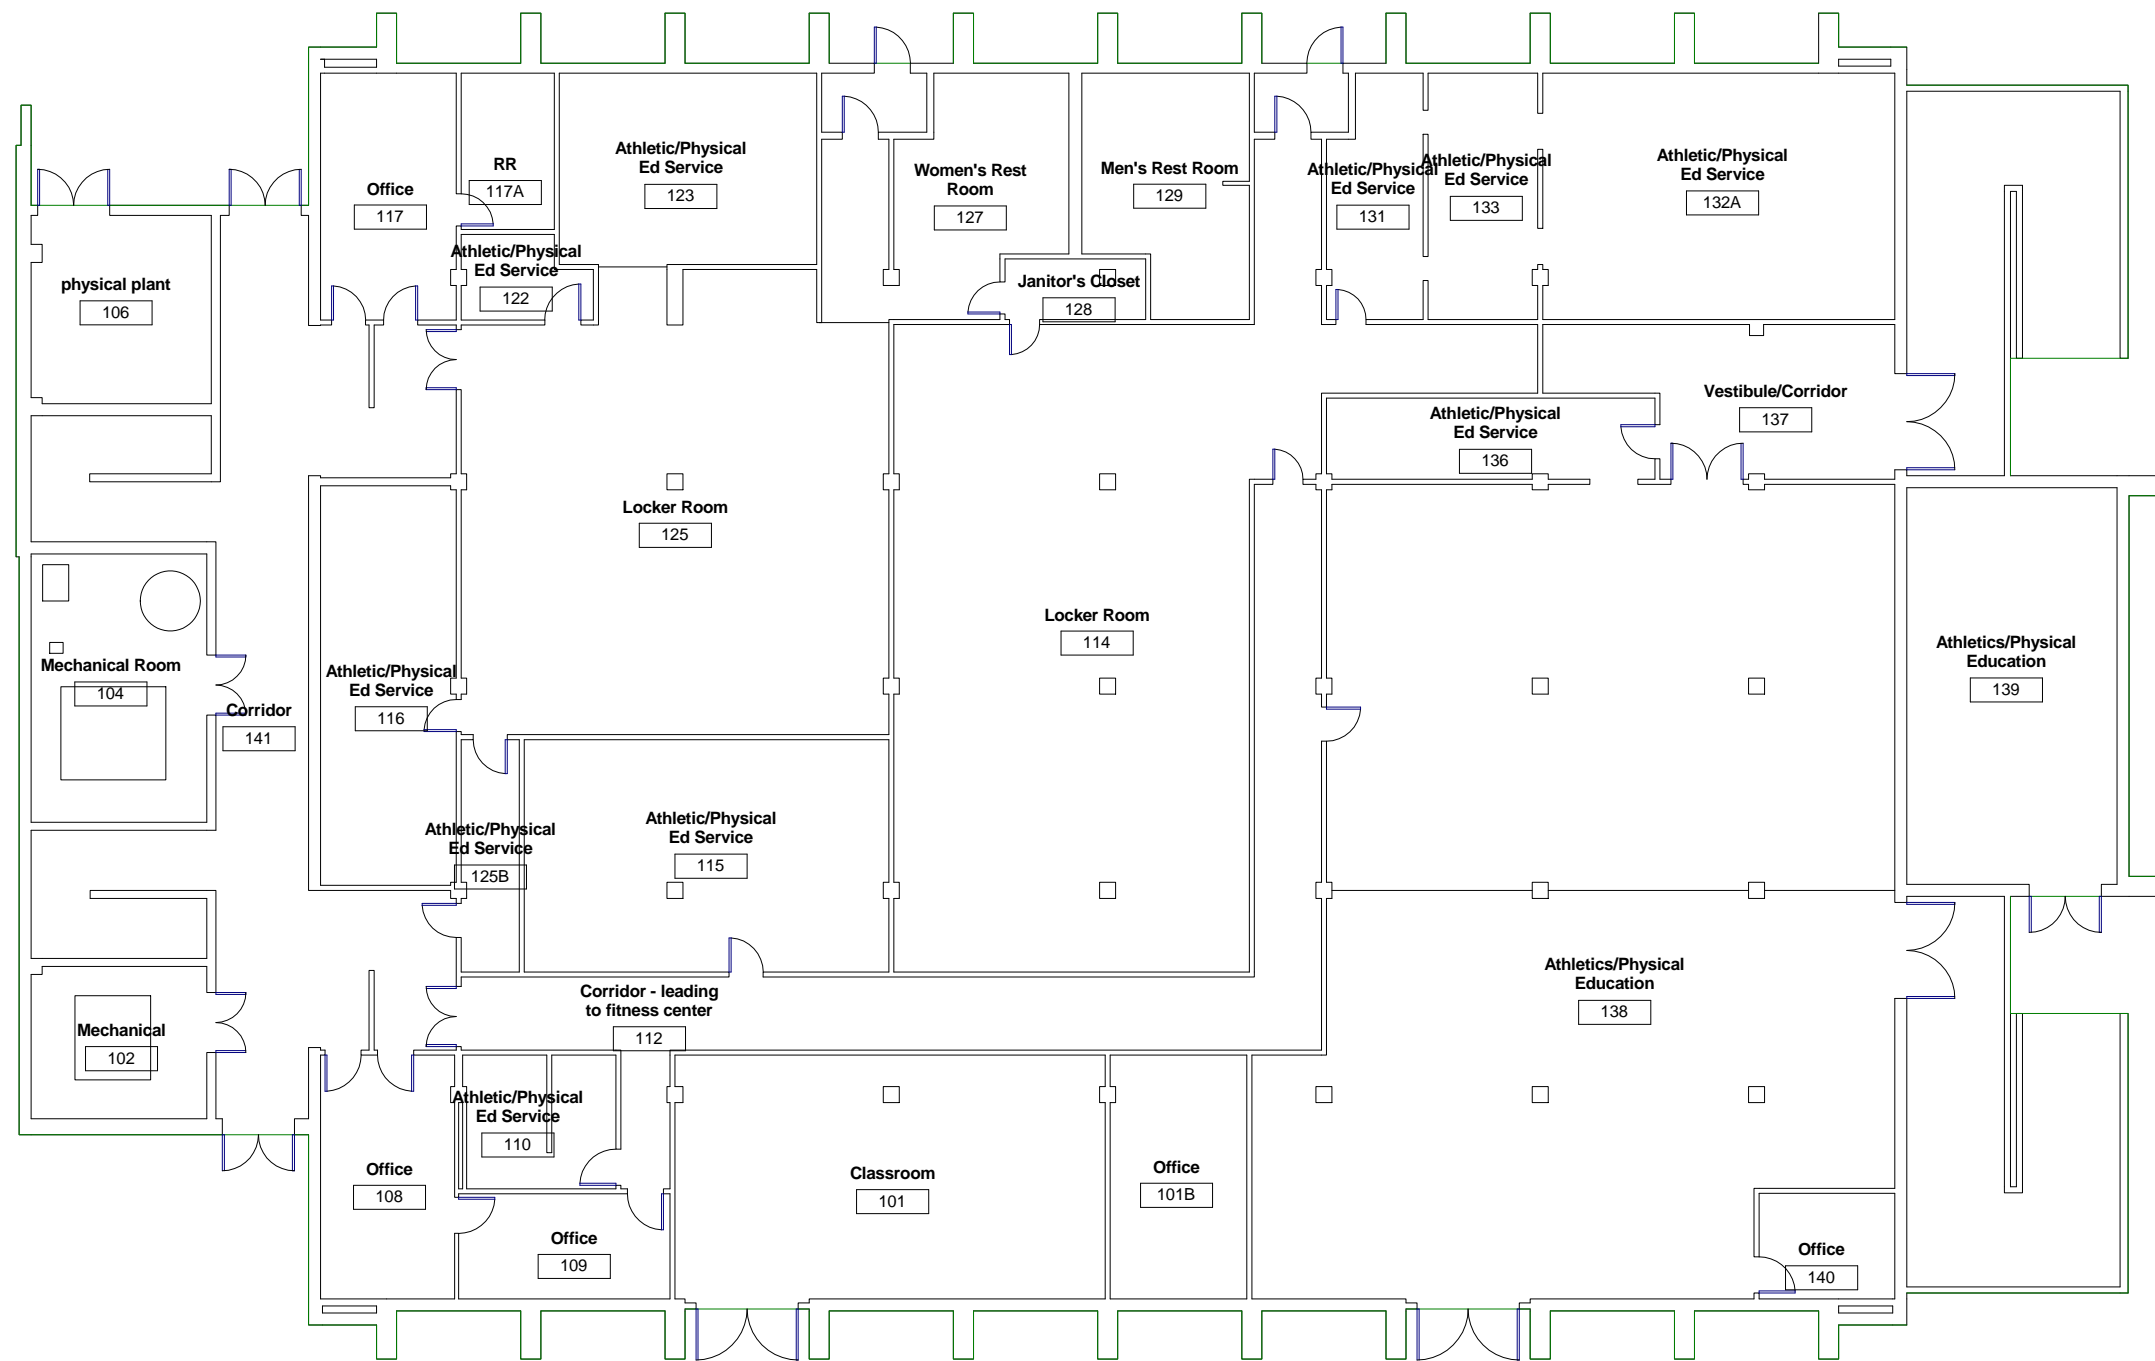 RR
117A
Athletic/Physical
Ed Service
123
Office
117
Women's Rest
Room
127
Men's Rest Room
129
Athletic/Physical
Ed Service
131
Athletic/Physical
Ed Service
133
Athletic/Physical
Ed Service
132A
physical plant
106
Athletic/Physical
Ed Service
122
Janitor's Closet
128
Vestibule/Corridor
137
Athletic/Physical
Ed Service
136
Locker Room
125
Locker Room
114
Mechanical Room
104
Corridor
141
Athletic/Physical
Ed Service
116
Athletics/Physical
Education
139
Athletic/Physical
Ed Service
125B
Athletic/Physical
Ed Service
115
Athletics/Physical
Education
138
Corridor - leading
to fitness center
112
Mechanical
102
Athletic/Physical
Ed Service
110
Office
108
Office
109
Classroom
101
Office
101B
Office
140